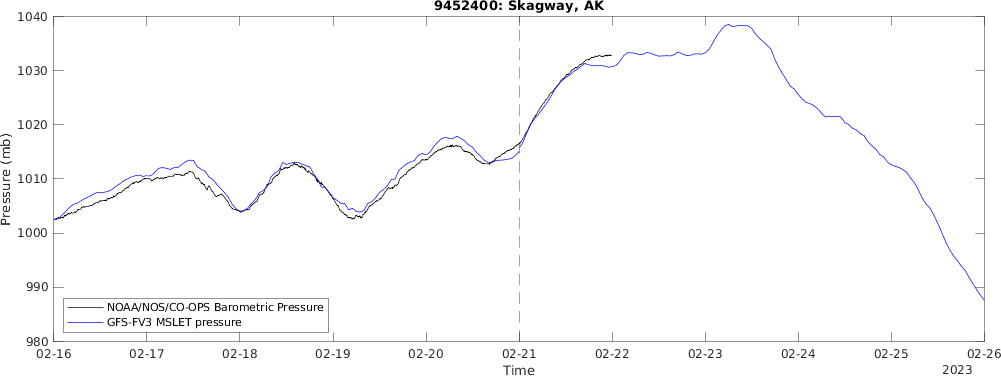 9452400: Skagway, AK
1040
1030
1020
1010
1000
990
980
Pressure (mb)
NOAA/NOS/CO-OPS Barometric Pressure
GFS-FV3 MSLET pressure
02-16 02-17 02-18 02-19 02-20 02-21 02-22 02-23 02-24 02-25 02-26
Time
2023